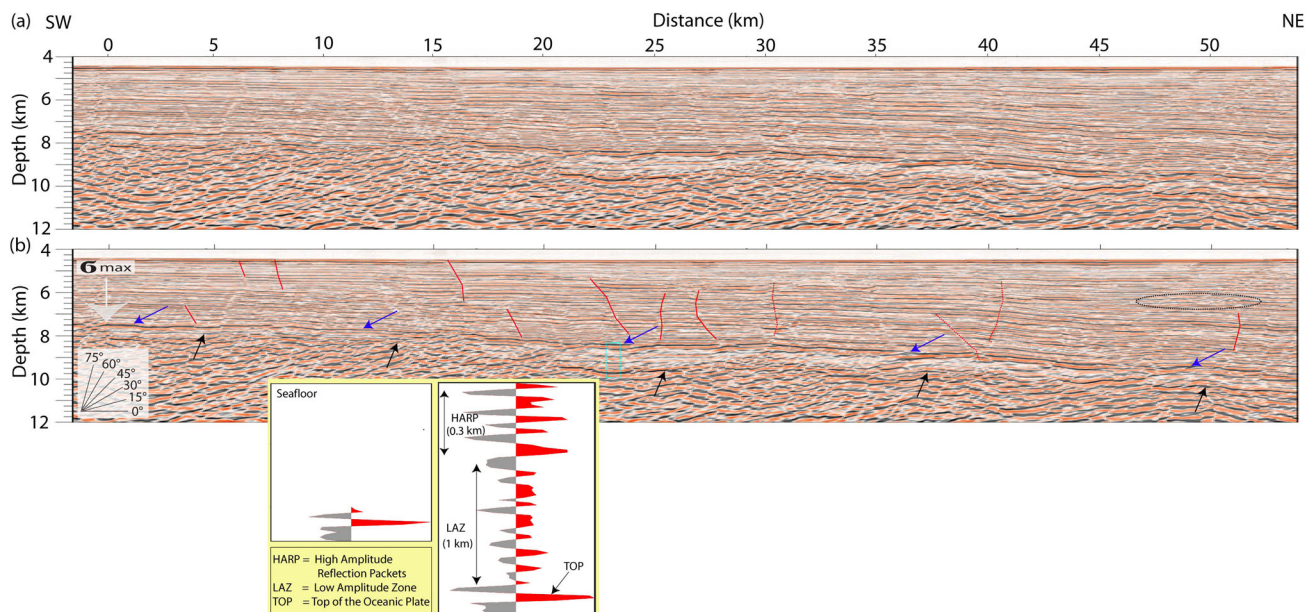 (a) SW Distance (km) NE
0 5 10 15 20 25 30 35 40 45 50
4
6
8
10
12
Depth (km)
(b)
4
6
8
10
12
Depth (km)
σ max
75°
60°
45°
30°
15°
0°
Seafloor
HARP
(0.3 km)
LAZ
(1 km)
TOP
HARP = High Amplitude
Reflection Packets
LAZ = Low Amplitude Zone
TOP = Top of the Oceanic Plate